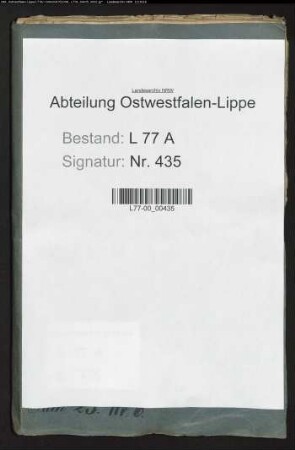 Landesarchiv NRW
Abteilung Ostwestfalen-Lippe
Bestand: L 77 A
Signatur: Nr. 435
L77-00_00435